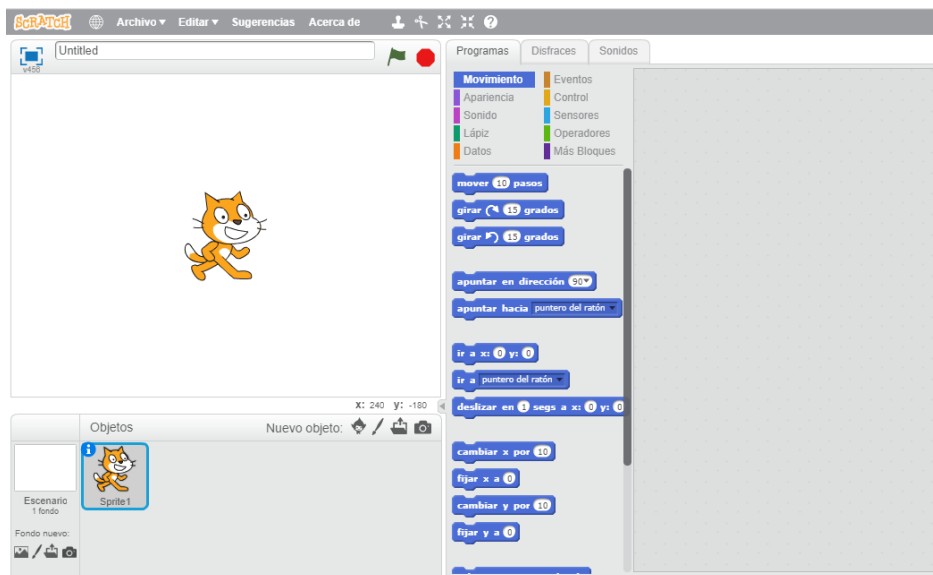 SCRATCH Archivo Editar Sugerencias Acerca de
Untitled
v456
Programas Disfraces Sonidos
Movimiento Eventos
Apariencia Control
Sonido Sensores
Lápiz Operadores
Datos Más Bloques
mover 10 pasos
girar 15 grados
girar 15 grados
apuntar en dirección 90
apuntar hacia puntero del ratón
ir a x: 0 y: 0
ir a puntero del ratón
deslizar en 1 segs a x: 0 y: 0
cambiar x por 10
fijar x a 0
cambiar y por 10
fijar y a 0
x: 240 y: -180
Objetos Nuevo objeto:
Sprite1
Escenario
1 fondo
Fondo nuevo: